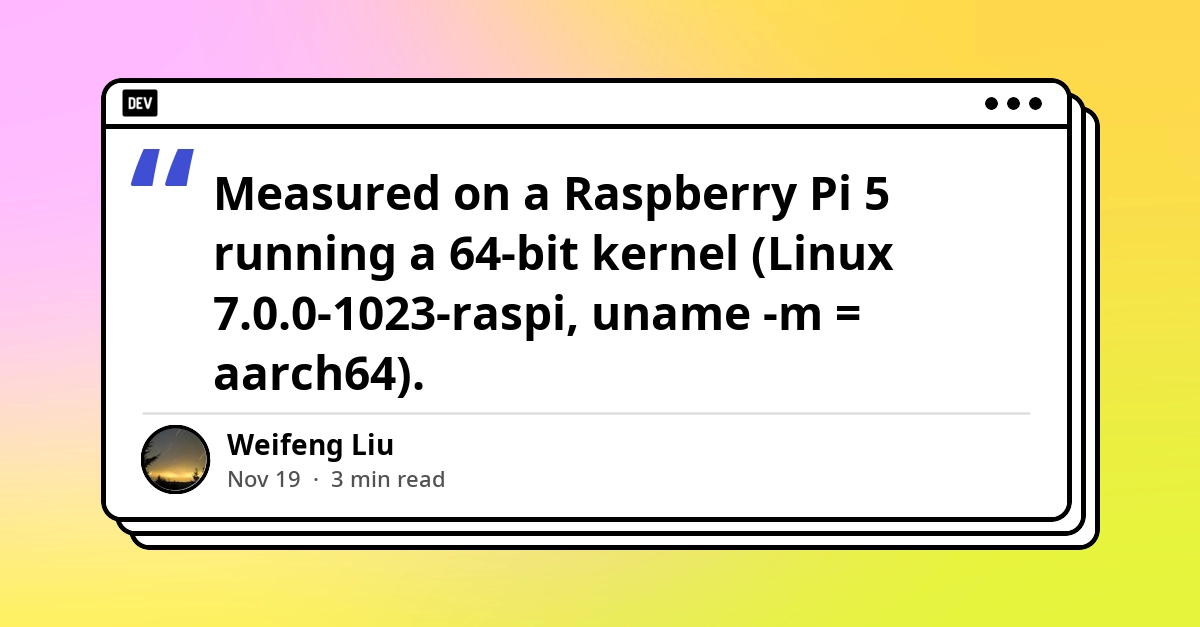 DEV
“
Measured on a Raspberry Pi 5
running a 64-bit kernel (Linux
7.0.0-1023-raspi, uname -m =
aarch64).
Weifeng Liu
Nov 19 · 3 min read